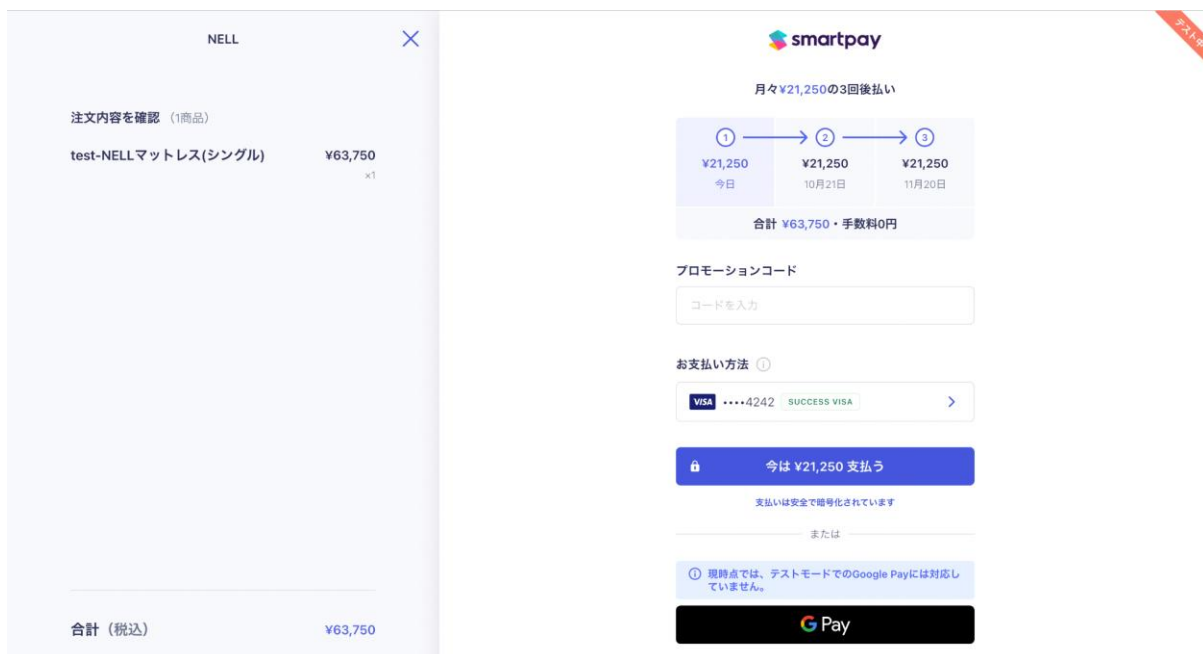 NELL
注文内容を確認 (1商品)
test-NELLマットレス(シングル) ¥63,750
×1
合計 (税込) ¥63,750
smartpay
テスト中
月々¥21,250の3回後払い
1 2 3
¥21,250 ¥21,250 ¥21,250
今日 10月21日 11月20日
合計 ¥63,750・手数料0円
プロモーションコード
コードを入力
お支払い方法
VISA ••••4242 SUCCESS VISA
今は ¥21,250 支払う
支払いは安全で暗号化されています
または
現時点では、テストモードでのGoogle Payには対応し
ていません。
G Pay